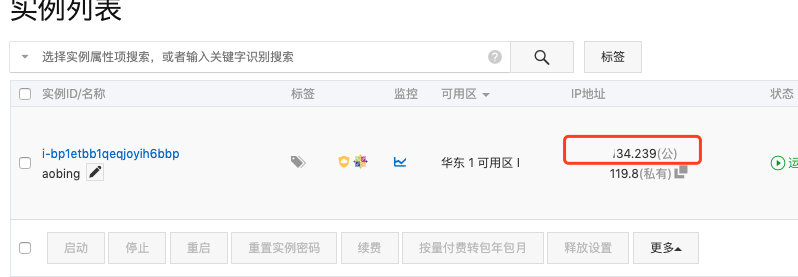 实例列表
选择实例属性项搜索，或者输入关键字识别搜索 ?
标签
实例ID/名称 标签 监控 可用区 IP地址 状态
i-bp1etbb1qeqjoyih6bbp
aobing
华东 1 可用区 I
34.239(公)
119.8(私有)
启动 停止 重启 重置实例密码 续费 按量付费转包年包月 释放设置 更多